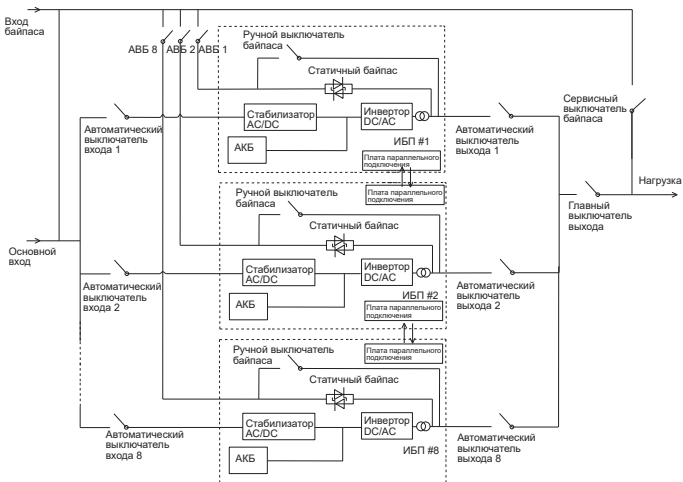 Вход
байпаса
АВБ 8
АВБ 2
АВБ 1
Ручной выключатель
байпаса
Статичный байпас
Стабилизатор
AC/DC
Инвертор
DC/AC
АКБ
ИБП #1
Плата параллельного
подключения
Автоматический
выключатель
входа 1
Автоматический
выключатель
выхода 1
Сервисный
выключатель
байпаса
Нагрузка
Главный
выключатель
выхода
Основной
вход
Плата параллельного
подключения
Ручной выключатель
байпаса
Статичный байпас
Стабилизатор
AC/DC
Инвертор
DC/AC
АКБ
ИБП #2
Плата параллельного
подключения
Автоматический
выключатель
входа 2
Автоматический
выключатель
выхода 2
Плата параллельного
подключения
Ручной выключатель
байпаса
Статичный байпас
Стабилизатор
AC/DC
Инвертор
DC/AC
АКБ
ИБП #8
Автоматический
выключатель
входа 8
Автоматический
выключатель
выхода 8